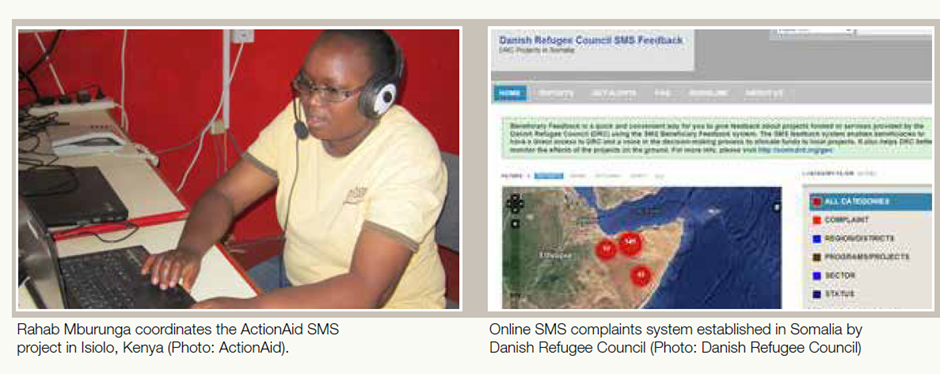 Danish Refugee Council SMS Feedback
DRC Projects in Somalia
HOME REPORTS GET ALERTS FAQ GUIDELINE ABOUT US
Beneficiary Feedback is a quick and convenient way for you to give feedback about projects funded or services provided by the
Danish Refugee Council (DRC) using the SMS Beneficiary Feedback system. The SMS feedback system enables beneficiaries to
have a direct access to DRC and a voice in the decision-making process to allocate funds to local projects. It also helps DRC better
monitor the effects of the projects on the ground. For more info, please visit
FILTERS REPORTS
CATEGORY FILTER
ALL CATEGORIES
COMPLAINT
REGION/DISTRICTS
PROGRAMS/PROJECTS
SECTOR
STATUS
Ethiopia
Rahab Mburunga coordinates the ActionAid SMS
project in Isiolo, Kenya (Photo: ActionAid).
Online SMS complaints system established in Somalia by
Danish Refugee Council (Photo: Danish Refugee Council)